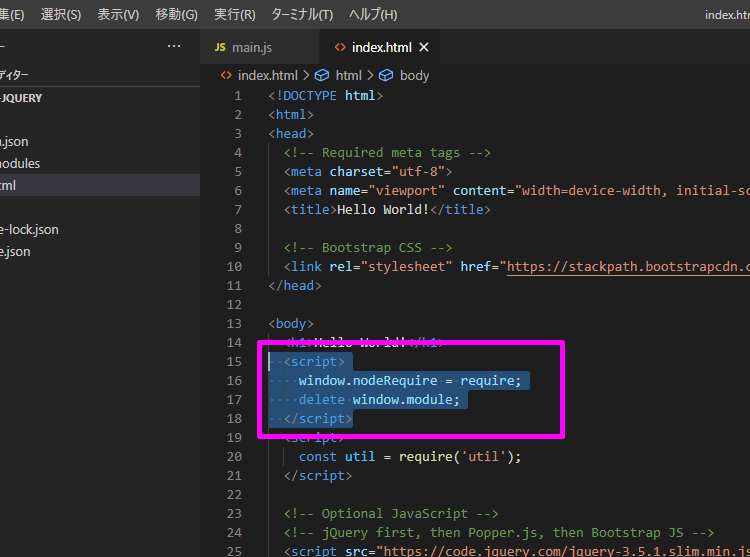 集(E) 選択(S) 表示(V) 移動(G) 実行(R) ターミナル(T) ヘルプ(H) index.htm
··· JS main.js <> index.html ×
ディター <> index.html > html > body
-JQUERY
.json
modules
tml
e-lock.json
e.json
1 <!DOCTYPE html>
2 <html>
3 <head>
4 <!-- Required meta tags -->
5 <meta charset="utf-8">
6 <meta name="viewport" content="width=device-width, initial-sc
7 <title>Hello World!</title>
8
9 <!-- Bootstrap CSS -->
10 <link rel="stylesheet" href="https://stackpath.bootstrapcdn.c
11 </head>
12
13 <body>
14 <h1>Hello World!</h1>
15 <script>
16 window.nodeRequire = require;
17 delete window.module;
18 </script>
19 <script>
20 const util = require('util');
21 </script>
22
23 <!-- Optional JavaScript -->
24 <!-- jQuery first, then Popper.js, then Bootstrap JS -->
25 <script src="https://code.jquery.com/jquery-3.5.1.slim.min.js